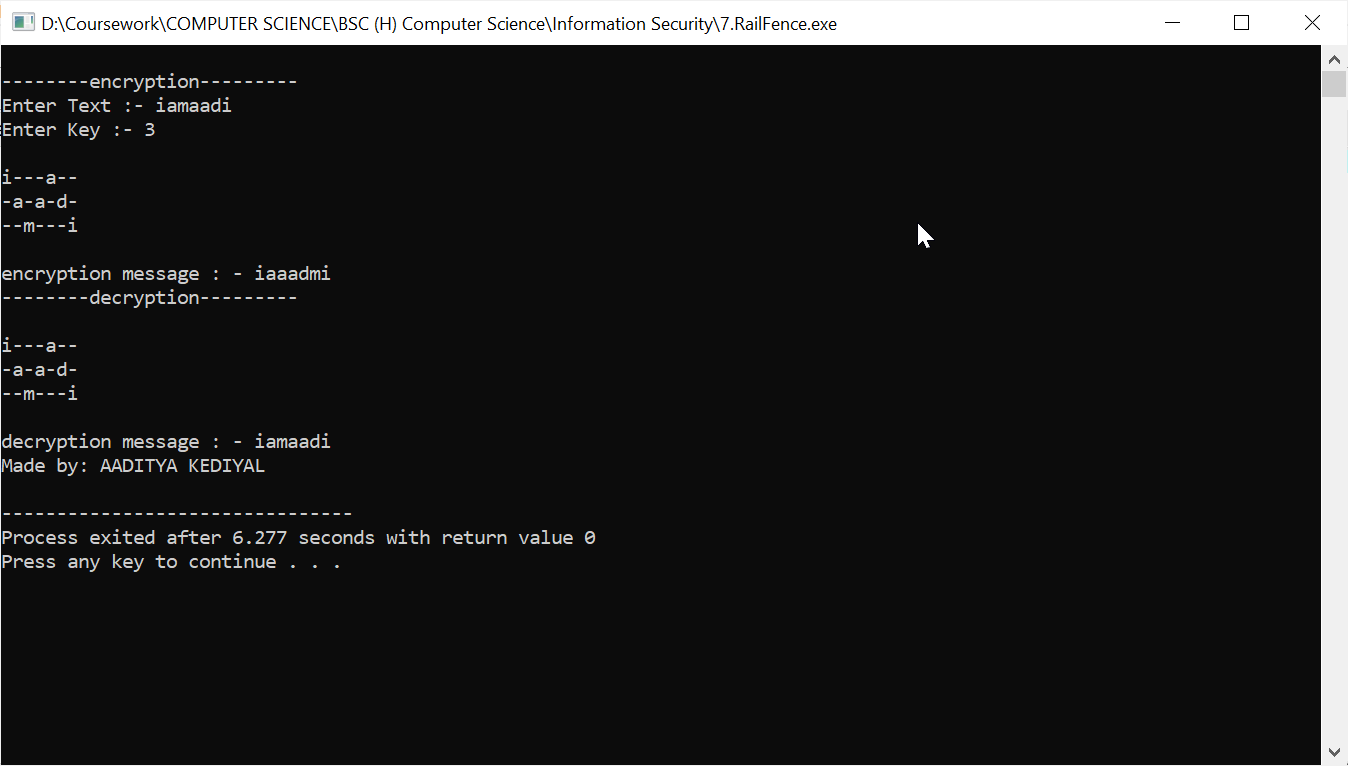 D:\Coursework\COMPUTER SCIENCE\BSC (H) Computer Science\Information Security\7.RailFence.exe
--------encryption---------
Enter Text :- iamaadi
Enter Key :- 3
i---a--
-a-a-d-
--m---i
encryption message : - iaaadmi
--------decryption---------
i---a--
-a-a-d-
--m---i
decryption message : - iamaadi
Made by: AADITYA KEDIYAL
--------------------------------
Process exited after 6.277 seconds with return value 0
Press any key to continue . . .